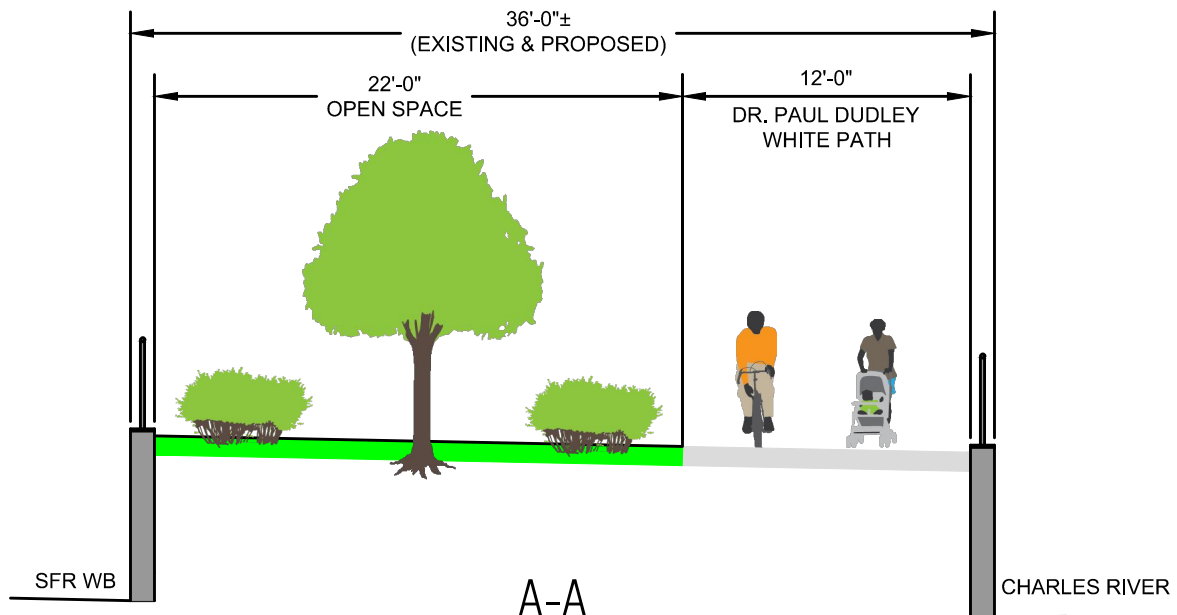 36'-0"±
(EXISTING & PROPOSED)
22'-0"
OPEN SPACE
12'-0"
DR. PAUL DUDLEY
WHITE PATH
SFR WB
A-A
CHARLES RIVER